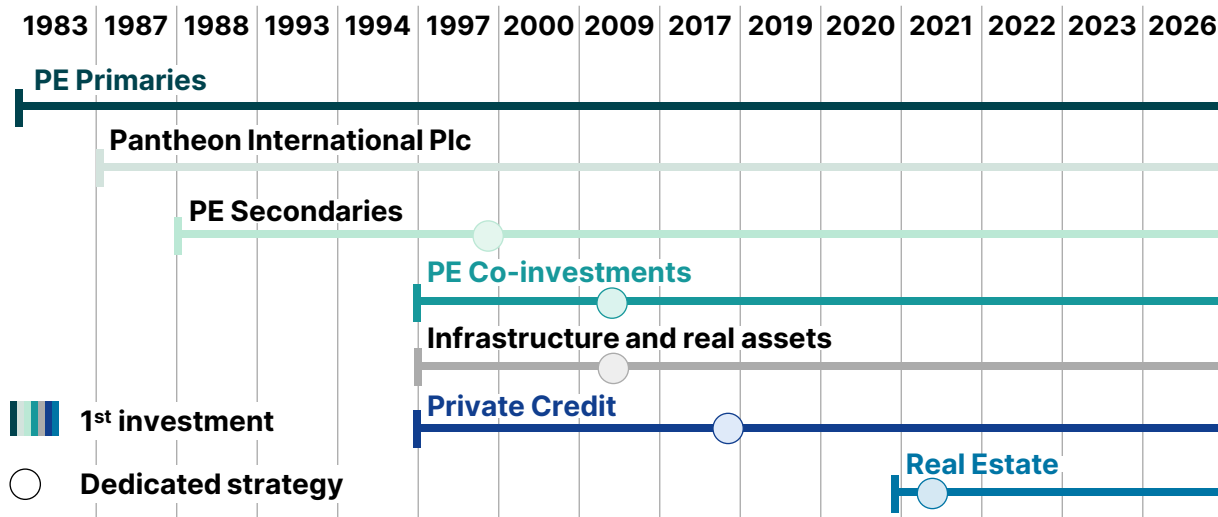 1983 1987 1988 1993 1994 1997 2000 2009 2017 2019 2020 2021 2022 2023 2026
PE Primaries
Pantheon International Plc
PE Secondaries
PE Co-investments
Infrastructure and real assets
Private Credit
1st investment
Real Estate
Dedicated strategy